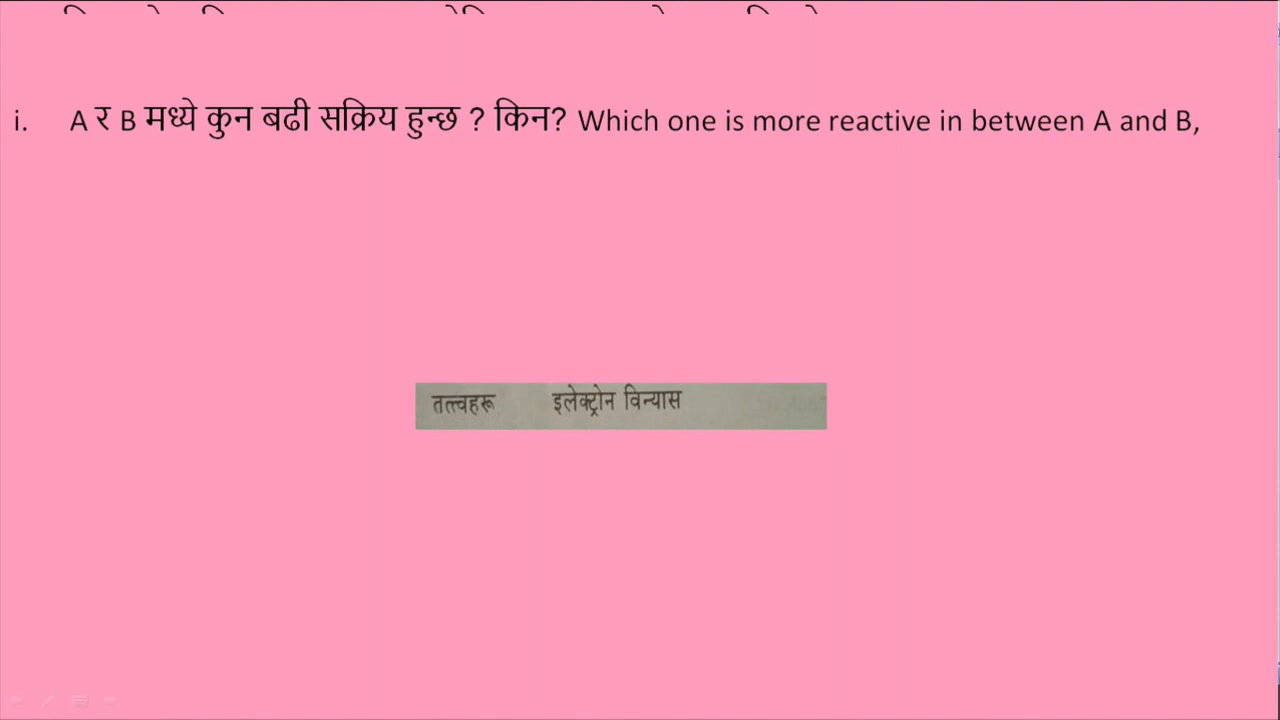 i. A र B मध्ये कुन बढी सक्रिय हुन्छ ? किन? Which one is more reactive in between A and B,
तत्त्वहरू इलेक्ट्रोन विन्यास